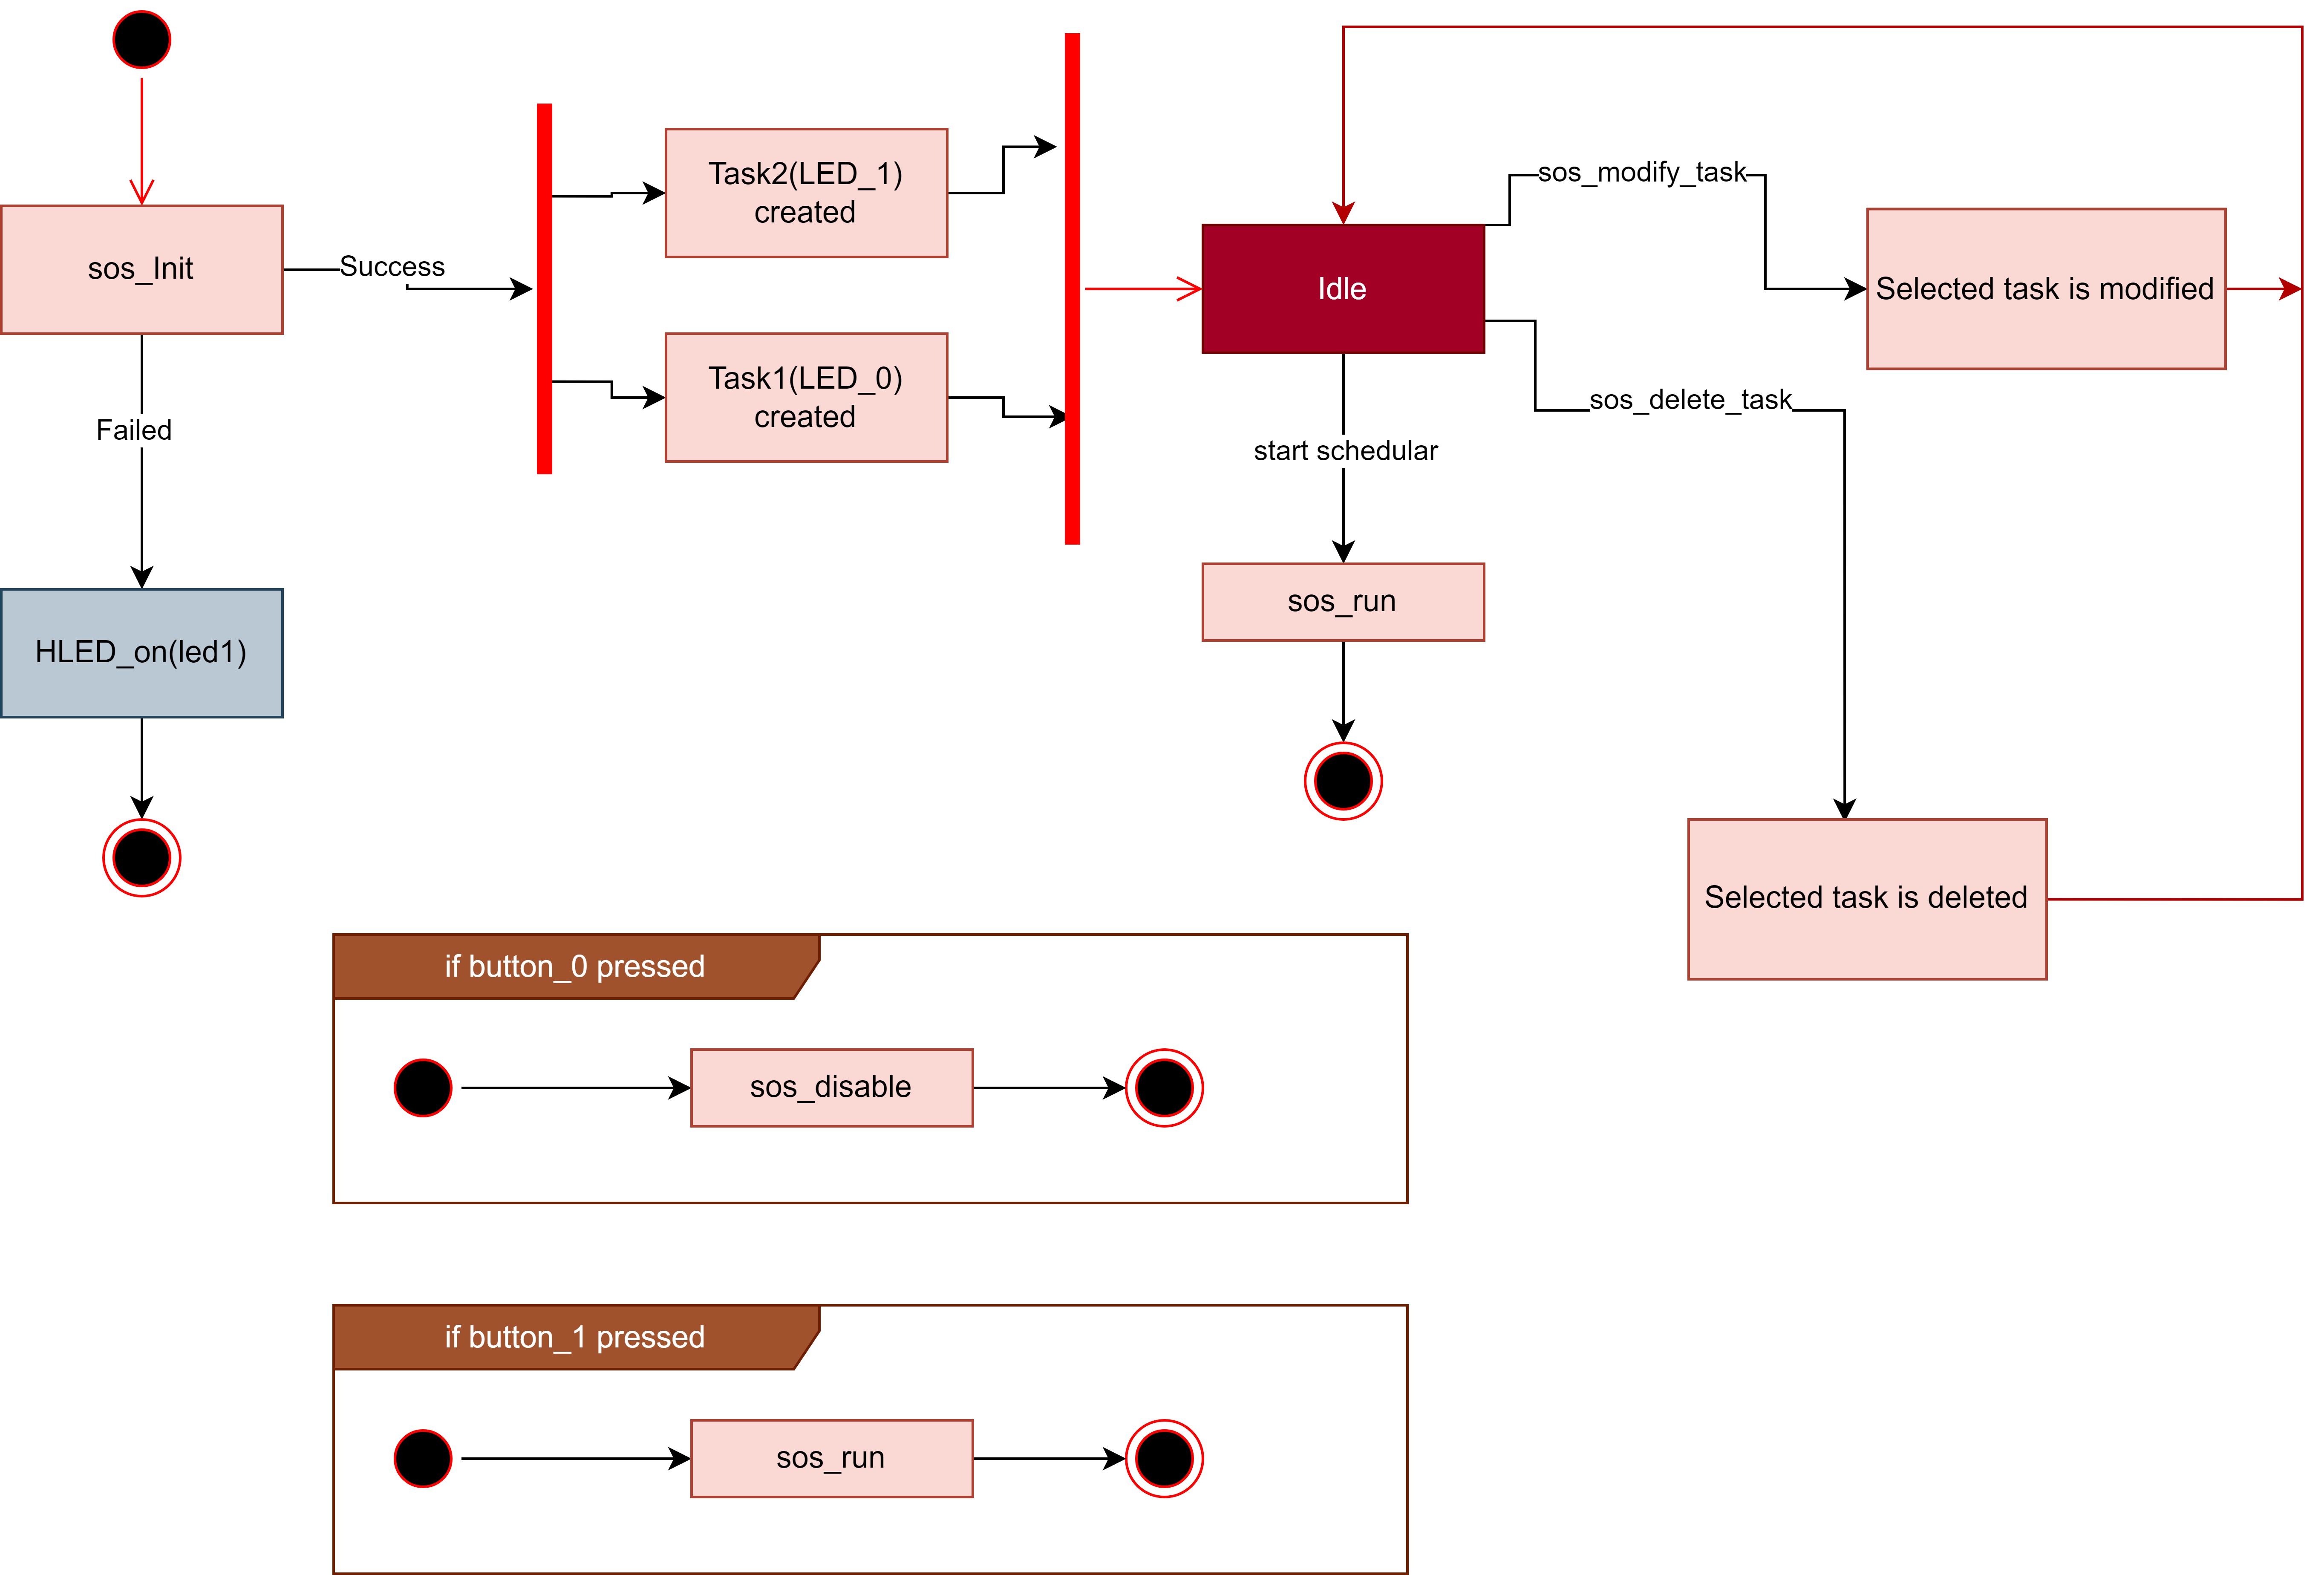 sos_Init
Success
Failed
HLED_on(led1)
Task2(LED_1)
created
Task1(LED_0)
created
Idle
sos_modify_task
Selected task is modified
sos_delete_task
start schedular
sos_run
Selected task is deleted
if button_0 pressed
sos_disable
if button_1 pressed
sos_run